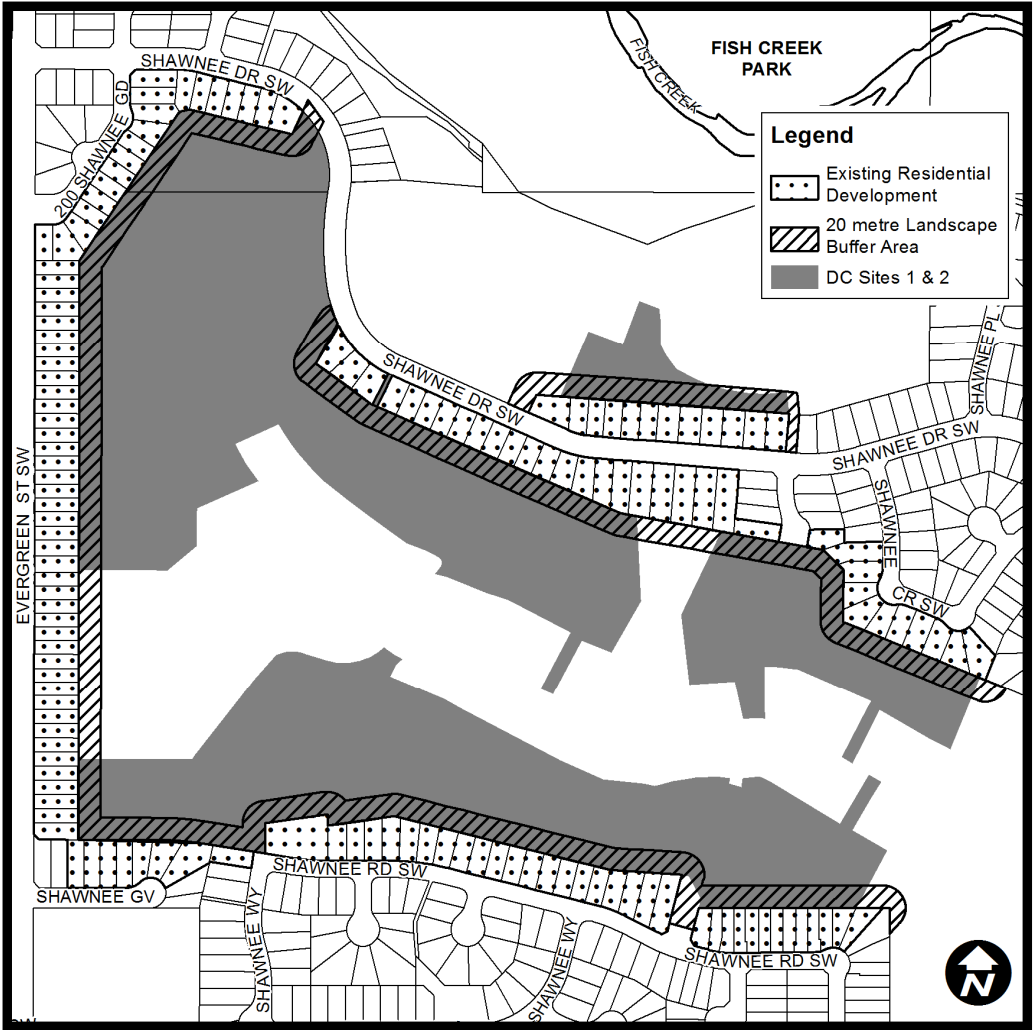 FISH CREEK
PARK
FISH CREEK
SHAWNEE DR SW
200 SHAWNEE GD
Legend
Existing Residential
Development
20 metre Landscape
Buffer Area
DC Sites 1 & 2
SHAWNEE PL
SHAWNEE DR SW
SHAWNEE DR SW
SHAWNEE
CR SW
EVERGREEN ST SW
SHAWNEE RD SW
SHAWNEE GV
SHAWNEE WY
SHAWNEE WY
SHAWNEE RD SW
N